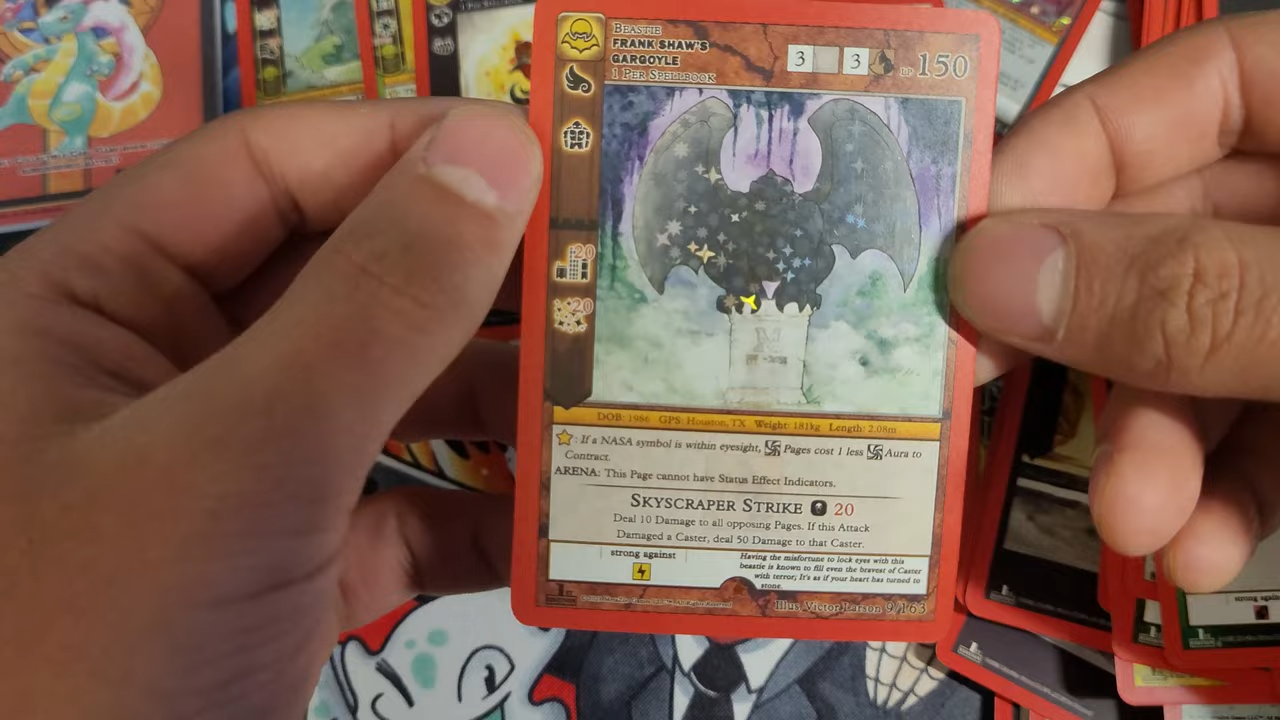 BEASTIE
FRANK SHAW'S
GARGOYLE
1 PER SPELLBOOK
3 3 LP 150
20
20
DOB: 1986 GPS: Houston, TX Weight: 181kg Length: 2.08m
: If a NASA symbol is within eyesight, Pages cost 1 less Aura to
Contract.
ARENA: This Page cannot have Status Effect Indicators.
SKYSCRAPER STRIKE 20
Deal 10 Damage to all opposing Pages. If this Attack
Damaged a Caster, deal 50 Damage to that Caster.
strong against
Having the misfortune to lock eyes with this
beastie is known to fill even the bravest of Caster
with terror; It's as if your heart has turned to
stone.
1ST
All Rights Reserved
Illus. Victor Larson 9/163